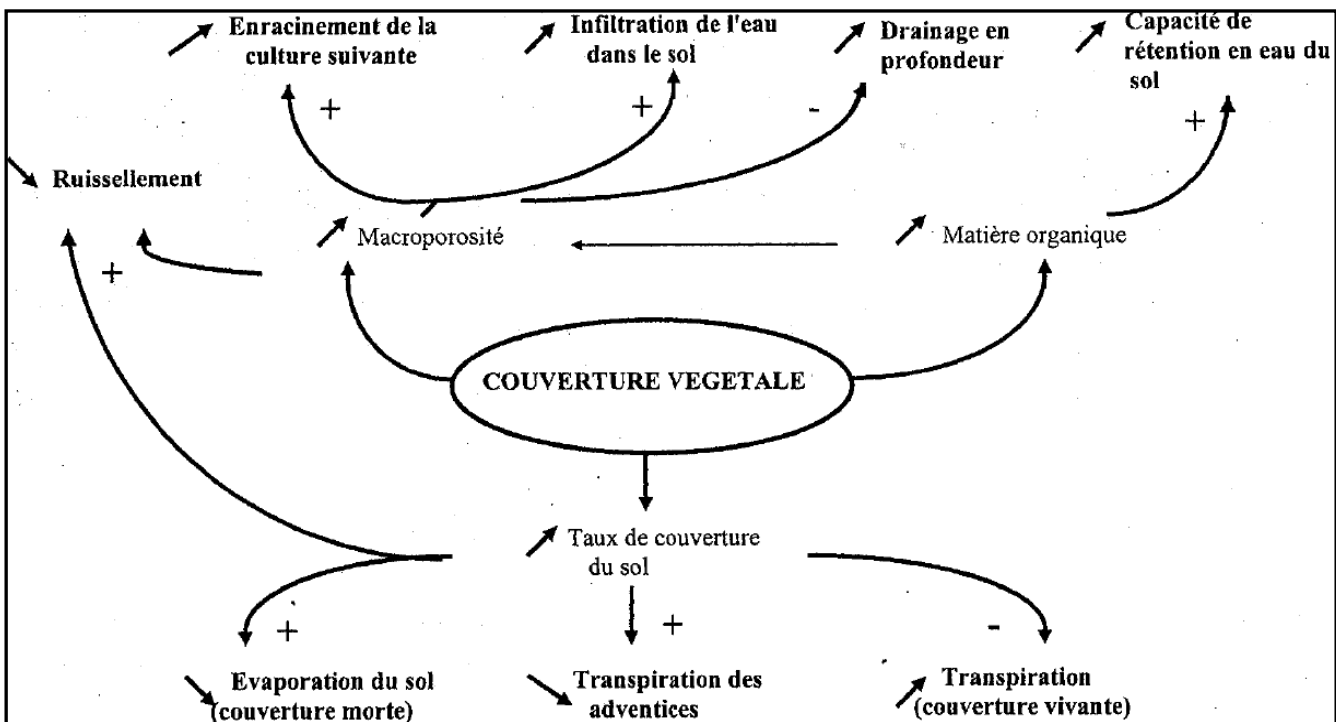 Enracinement de la
culture suivante
Infiltration de l'eau
dans le sol
Drainage en
profondeur
Capacité de
rétention en eau du
sol
+
+
-
+
Ruissellement
Macroporosité
Matière organique
+
COUVERTURE VEGETALE
Taux de couverture
du sol
+
+
-
Evaporation du sol
(couverture morte)
Transpiration des
adventices
Transpiration
(couverture vivante)